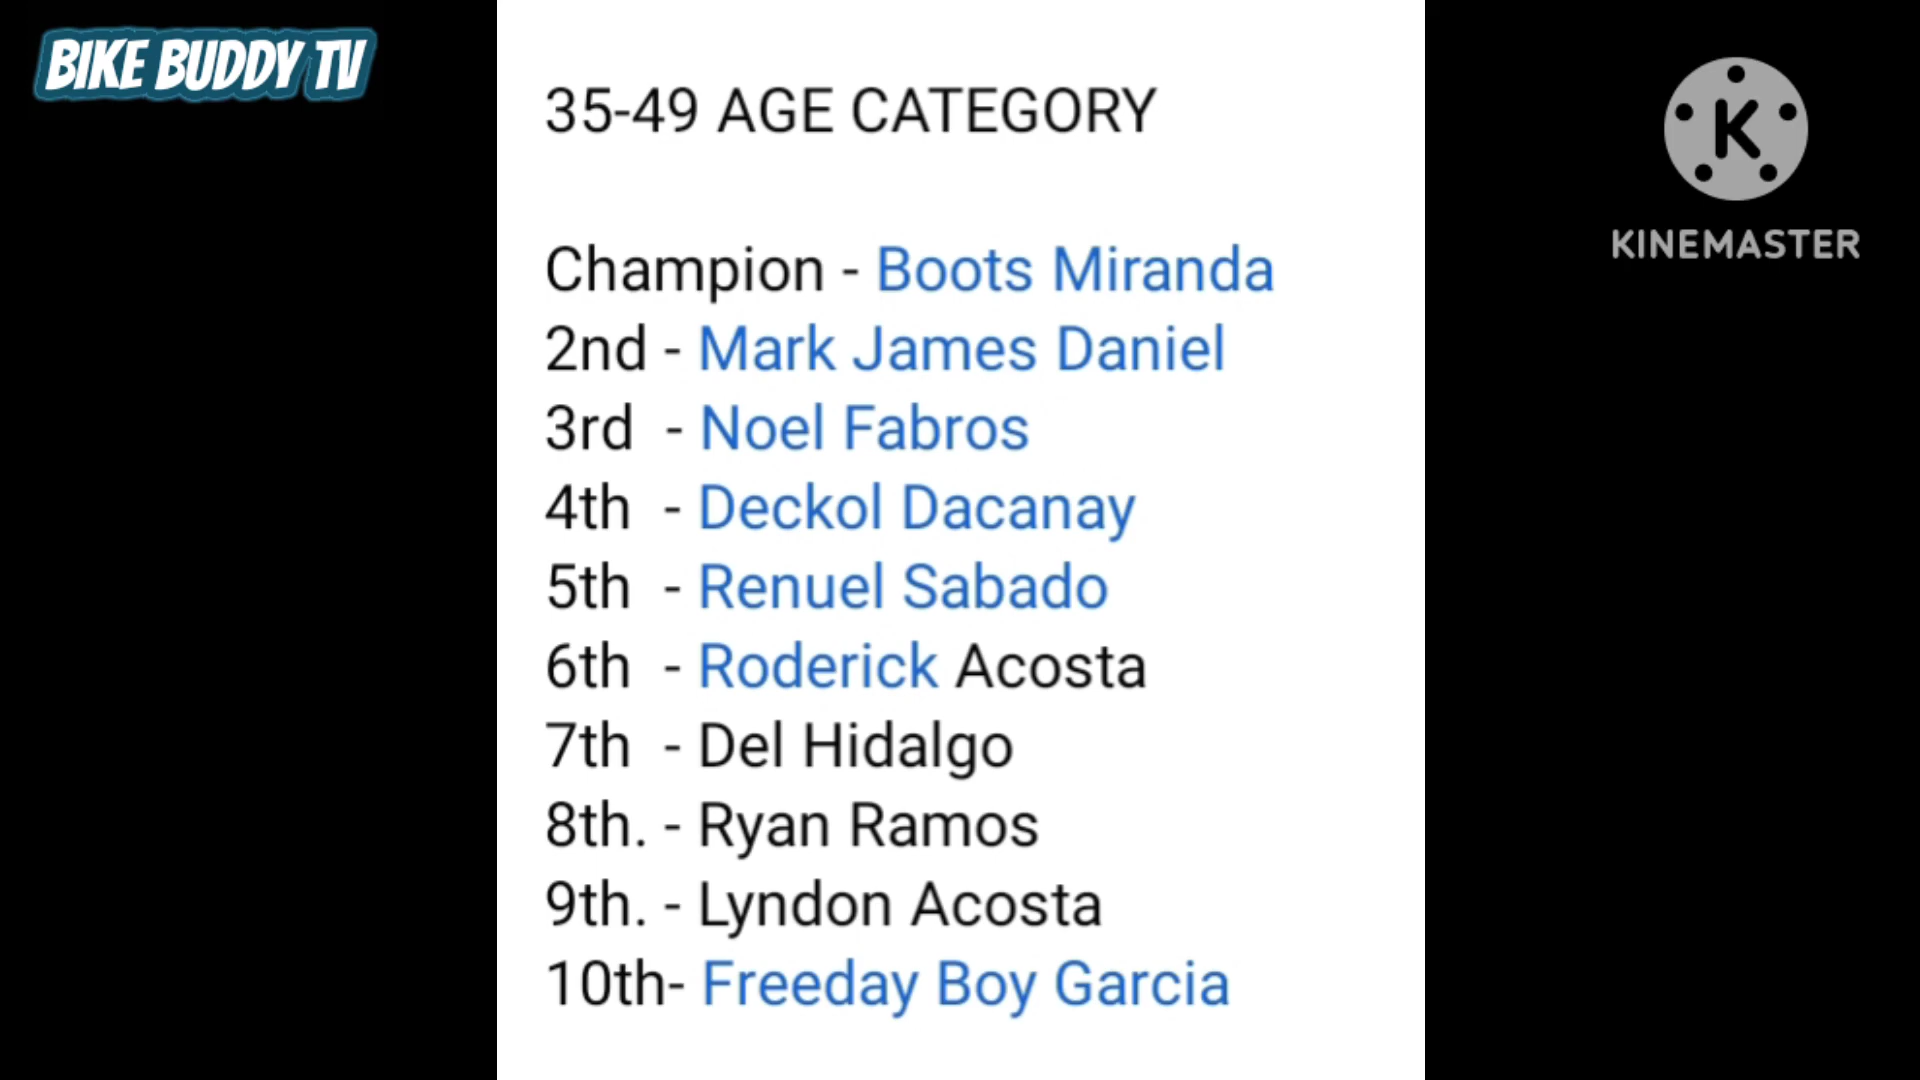 BIKE BUDDY TV
35-49 AGE CATEGORY
Champion - Boots Miranda
2nd - Mark James Daniel
3rd  - Noel Fabros
4th  - Deckol Dacanay
5th  - Renuel Sabado
6th  - Roderick Acosta
7th  - Del Hidalgo
8th. - Ryan Ramos
9th. - Lyndon Acosta
10th- Freeday Boy Garcia
K
KINEMASTER